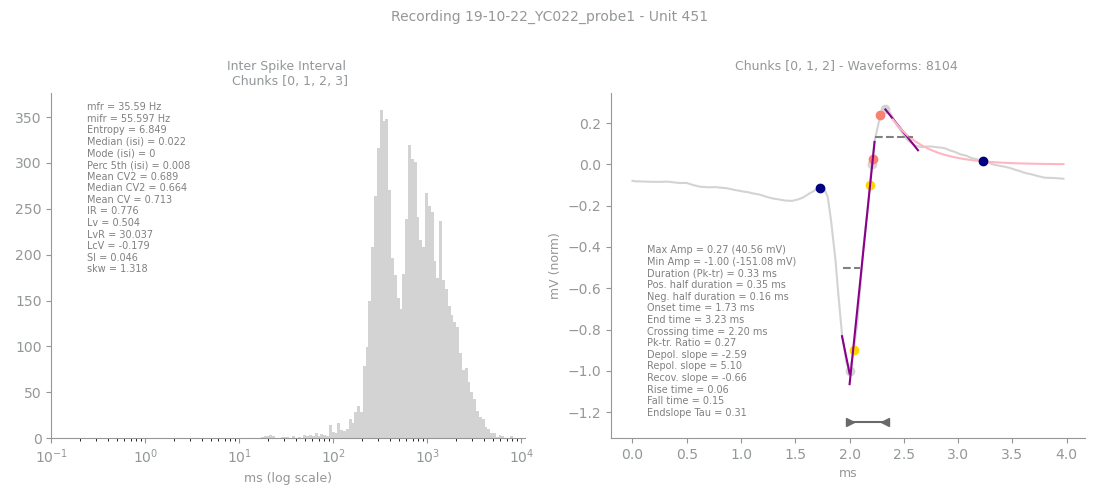 Recording 19-10-22_YC022_probe1 - Unit 451
Inter Spike Interval
Chunks [0, 1, 2, 3]
mfr = 35.59 Hz
mifr = 55.597 Hz
Entropy = 6.849
Median (isi) = 0.022
Mode (isi) = 0
Perc 5th (isi) = 0.008
Mean CV2 = 0.689
Median CV2 = 0.664
Mean CV = 0.713
IR = 0.776
Lv = 0.504
LvR = 30.037
LcV = -0.179
SI = 0.046
skw = 1.318
350
300
250
200
150
100
50
0
10⁻¹ 10⁰ 10¹ 10² 10³ 10⁴
ms (log scale)
Chunks [0, 1, 2] - Waveforms: 8104
mV (norm)
0.2
0.0
−0.2
−0.4
−0.6
−0.8
−1.0
−1.2
Max Amp = 0.27 (40.56 mV)
Min Amp = -1.00 (-151.08 mV)
Duration (Pk-tr) = 0.33 ms
Pos. half duration = 0.35 ms
Neg. half duration = 0.16 ms
Onset time = 1.73 ms
End time = 3.23 ms
Crossing time = 2.20 ms
Pk-tr. Ratio = 0.27
Depol. slope = -2.59
Repol. slope = 5.10
Recov. slope = -0.66
Rise time = 0.06
Fall time = 0.15
Endslope Tau = 0.31
0.0 0.5 1.0 1.5 2.0 2.5 3.0 3.5 4.0
ms